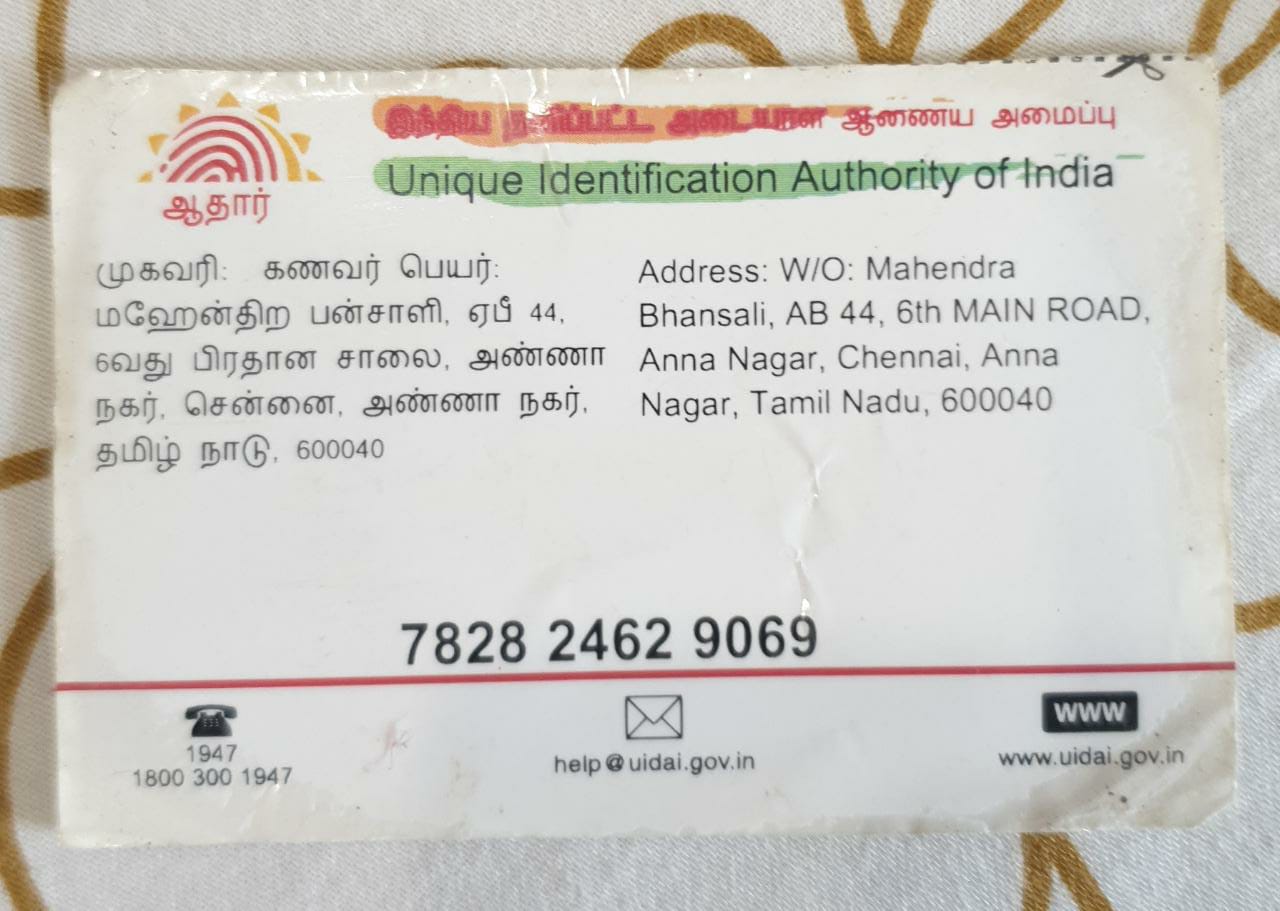 இந்திய தனிப்பட்ட அடையாள ஆணைய அமைப்பு
Unique Identification Authority of India
ஆதார்
முகவரி: கணவர் பெயர்:
மஹேன்திற பன்சாளி, ஏபீ 44,
6வது பிரதான சாலை, அண்ணா
நகர், சென்னை, அண்ணா நகர்,
தமிழ் நாடு, 600040
Address: W/O: Mahendra
Bhansali, AB 44, 6th MAIN ROAD,
Anna Nagar, Chennai, Anna
Nagar, Tamil Nadu, 600040
7828 2462 9069
1947
1800 300 1947
help@uidai.gov.in
WWW
www.uidai.gov.in